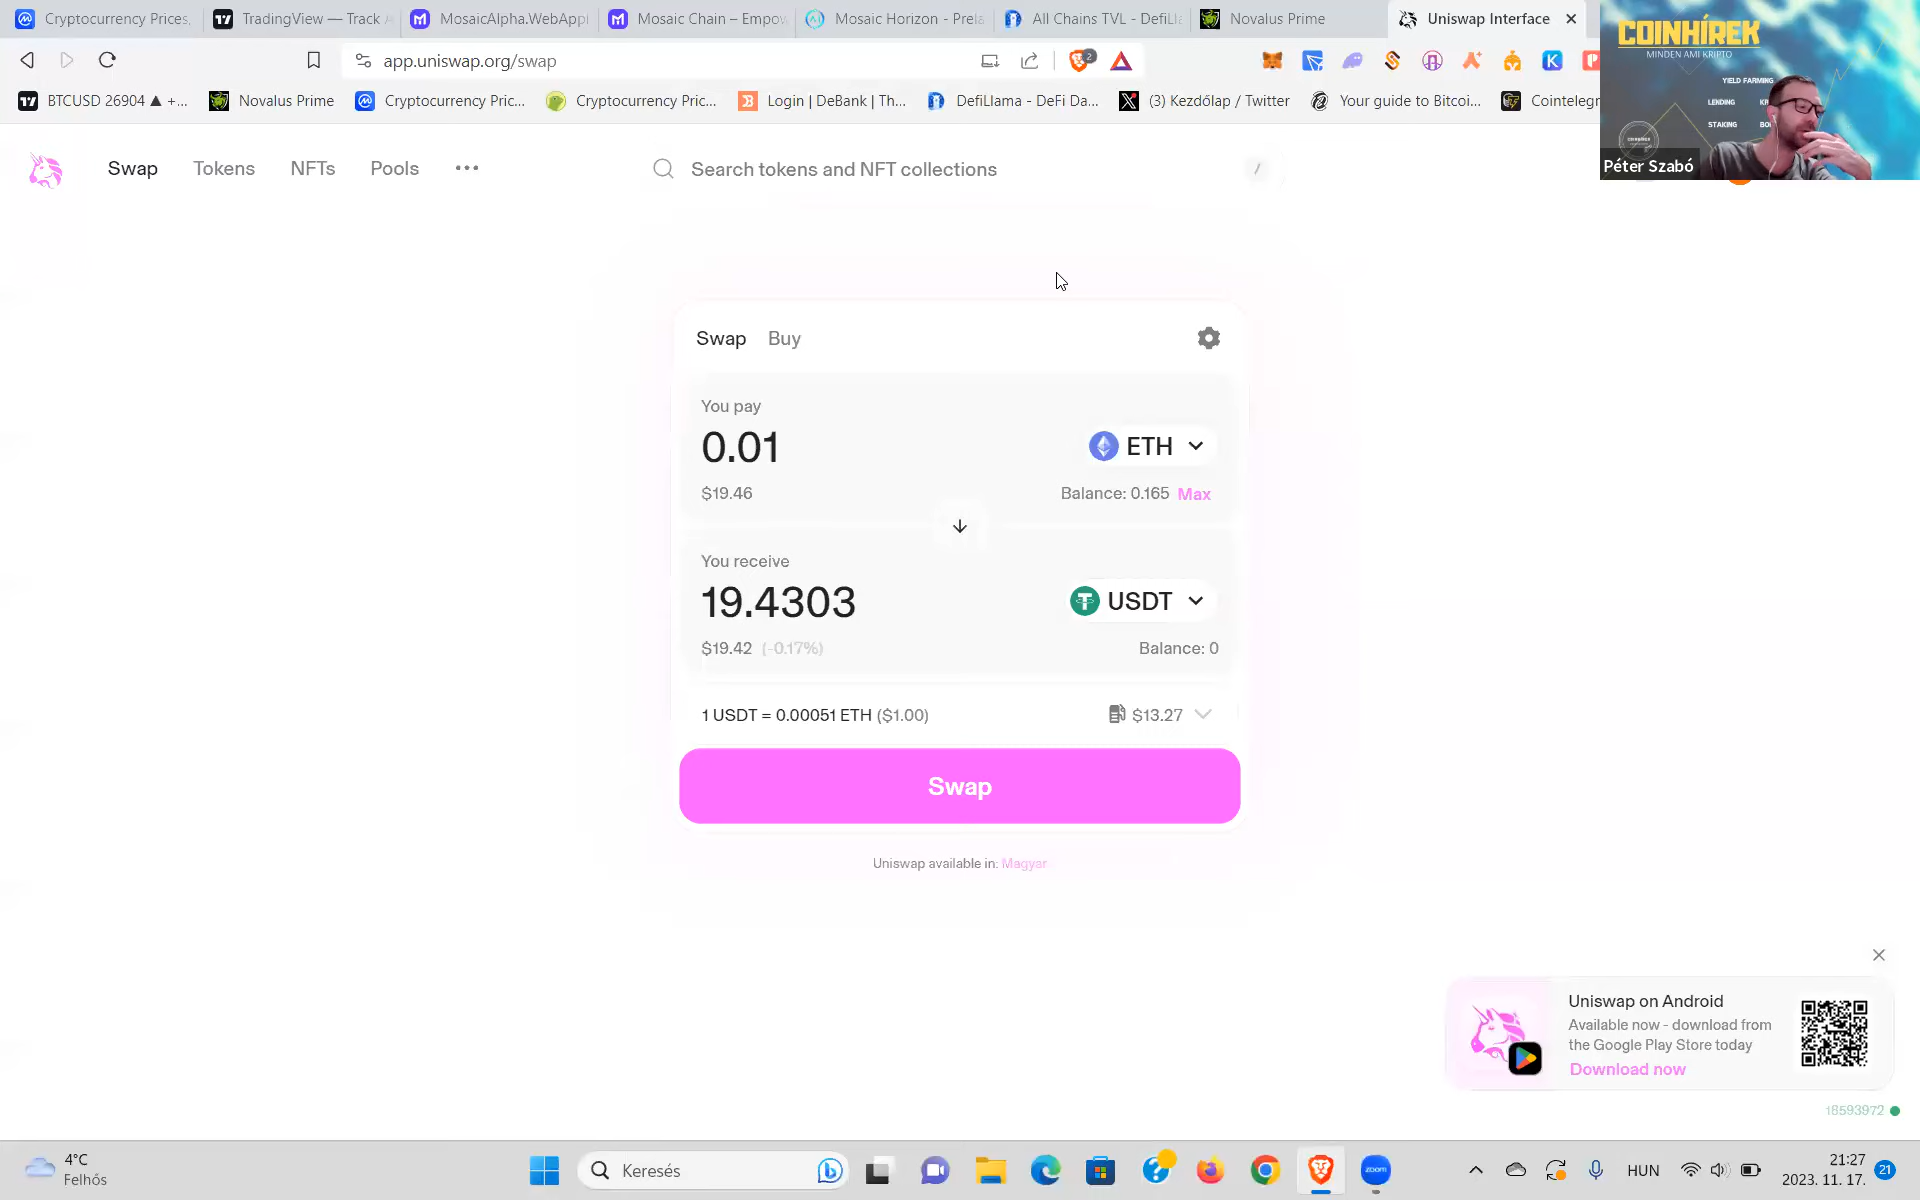 Cryptocurrency Prices,
TradingView — Track A
MosaicAlpha.WebAppl
Mosaic Chain – Empow
Mosaic Horizon - Prela
All Chains TVL - DefiLla
Novalus Prime
Uniswap Interface
app.uniswap.org/swap
2
BTCUSD 26904 ▲ +...
Novalus Prime
Cryptocurrency Pric...
Cryptocurrency Pric...
Login | DeBank | Th...
DefiLlama - DeFi Da...
(3) Kezdőlap / Twitter
Your guide to Bitcoi...
Cointelegr
COINHÍREK
MINDEN AMI KRIPTO
YIELD FARMING
LENDING
STAKING
Péter Szabó
Swap
Tokens
NFTs
Pools
Search tokens and NFT collections
/
Swap
Buy
You pay
0.01
ETH
$19.46
Balance: 0.165 Max
You receive
19.4303
USDT
$19.42 (-0.17%)
Balance: 0
1 USDT = 0.00051 ETH ($1.00)
$13.27
Swap
Uniswap available in: Magyar
Uniswap on Android
Available now - download from
the Google Play Store today
Download now
18593972
4°C
Felhős
Keresés
zoom
HUN
21:27
2023. 11. 17.
21